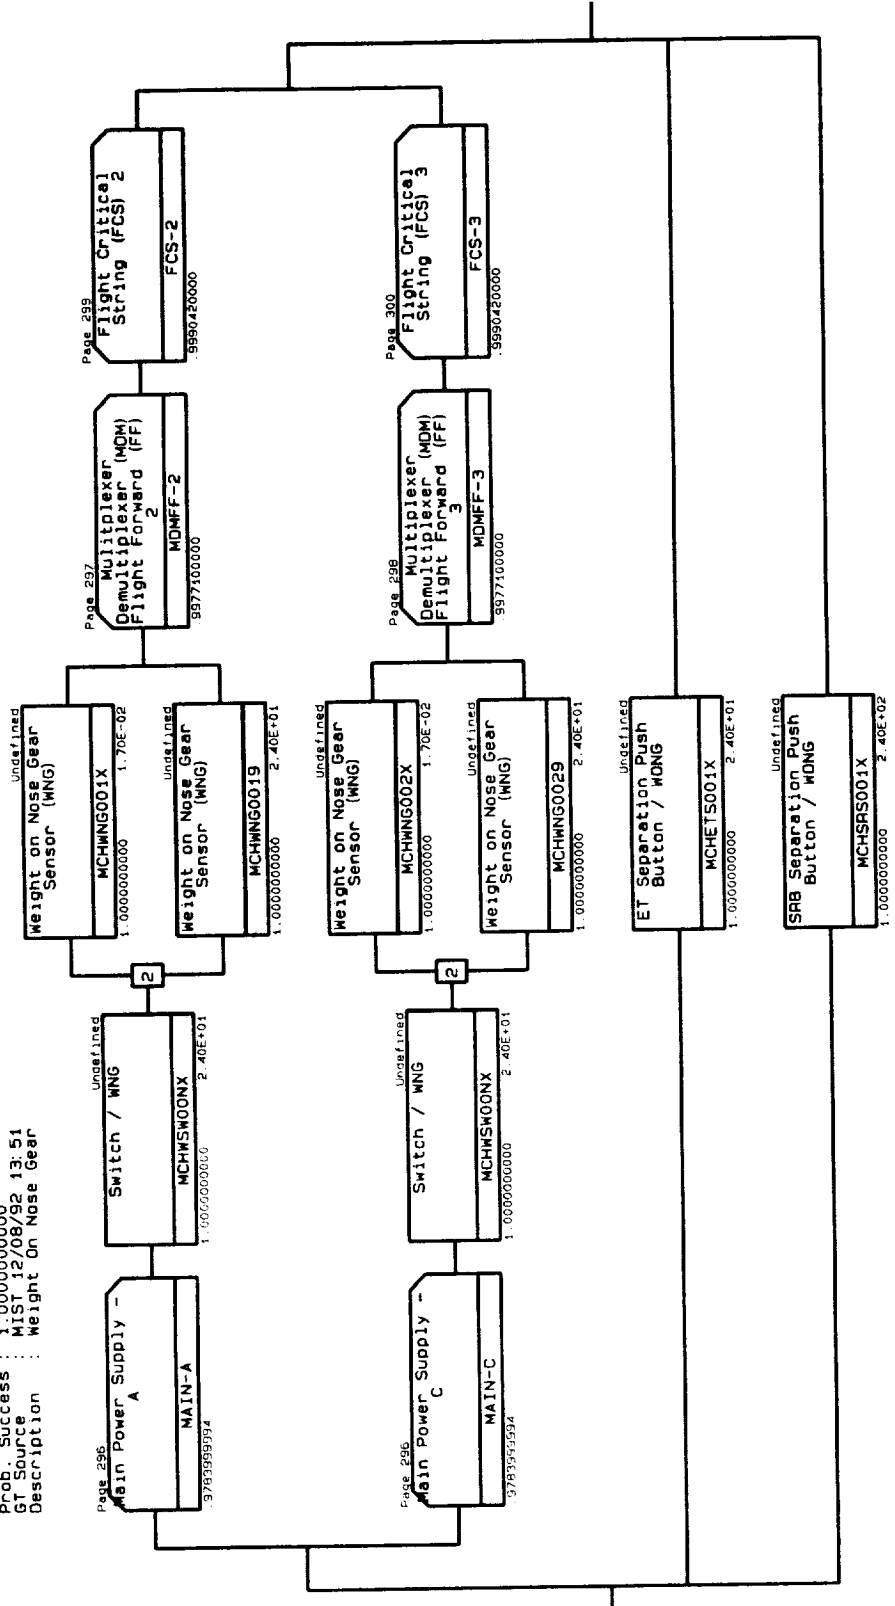 Prob. Success : 1.0000000000
GT Source : MIST 12/08/92 13:51
Description : Weight On Nose Gear
Page 296
Main Power Supply -
A
MAIN-A
.9783999994
Undefined
Switch / WNG
MCHWSW00NX
1.0000000000 2.40E+01
2
Undefined
Weight on Nose Gear
Sensor (WNG)
MCHWNG001X
1.0000000000 1.70E-02
Undefined
Weight on Nose Gear
Sensor (WNG)
MCHWNG0019
1.0000000000 2.40E+01
Page 297
Mulitplexer
Demultiplexer (MDM)
Flight Forward (FF)
2
MDMFF-2
.9977100000
Page 299
Flight Critical
String (FCS) 2
FCS-2
.9990420000
Page 296
Main Power Supply -
C
MAIN-C
.9783999994
Undefined
Switch / WNG
MCHWSW00NX
1.0000000000 2.40E+01
2
Undefined
Weight on Nose Gear
Sensor (WNG)
MCHWNG002X
1.0000000000 1.70E-02
Undefined
Weight on Nose Gear
Sensor (WNG)
MCHWNG0029
1.0000000000 2.40E+01
Page 298
Multiplexer
Demultiplexer (MDM)
Flight Forward (FF)
3
MDMFF-3
.9977100000
Page 300
Flight Critical
String (FCS) 3
FCS-3
.9990420000
Undefined
ET Separation Push
Button / WONG
MCHETS001X
1.0000000000 2.40E+01
Undefined
SRB Separation Push
Button / WONG
MCHSRS001X
1.0000000000 2.40E+02